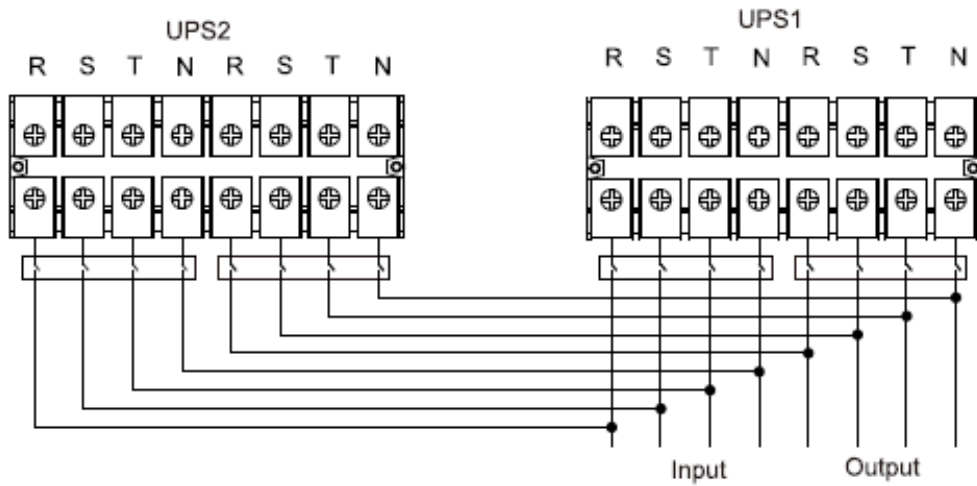 UPS2
UPS1
R S T N R S T N
R S T N R S T N
Input
Output